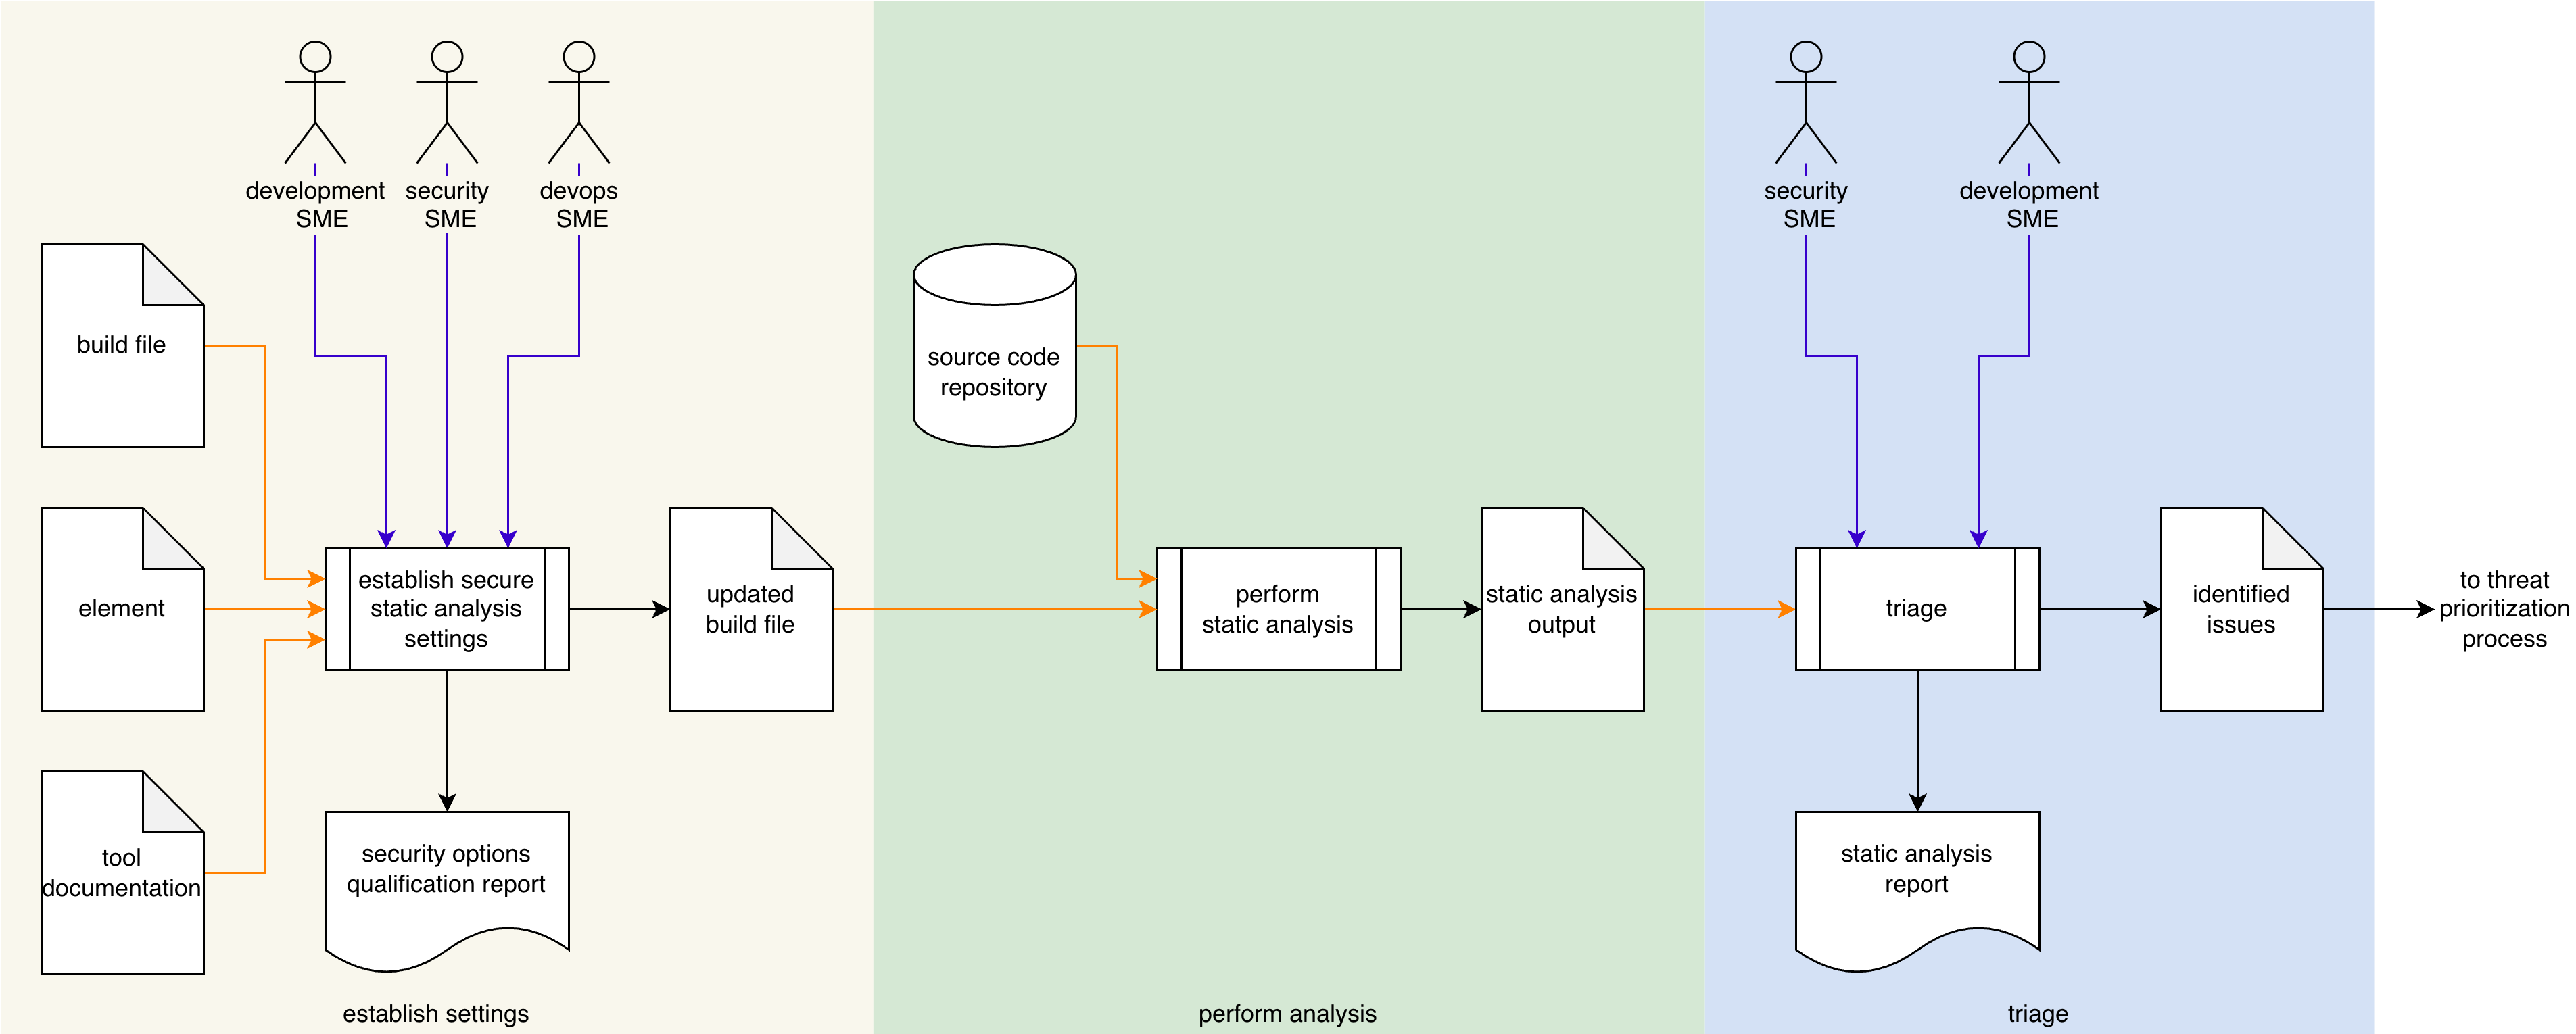 development
SME
security
SME
devops
SME
build file
element
tool
documentation
establish secure
static analysis
settings
security options
qualification report
updated
build file
establish settings
source code
repository
perform
static analysis
static analysis
output
perform analysis
security
SME
development
SME
triage
static analysis
report
identified
issues
triage
to threat
prioritization
process